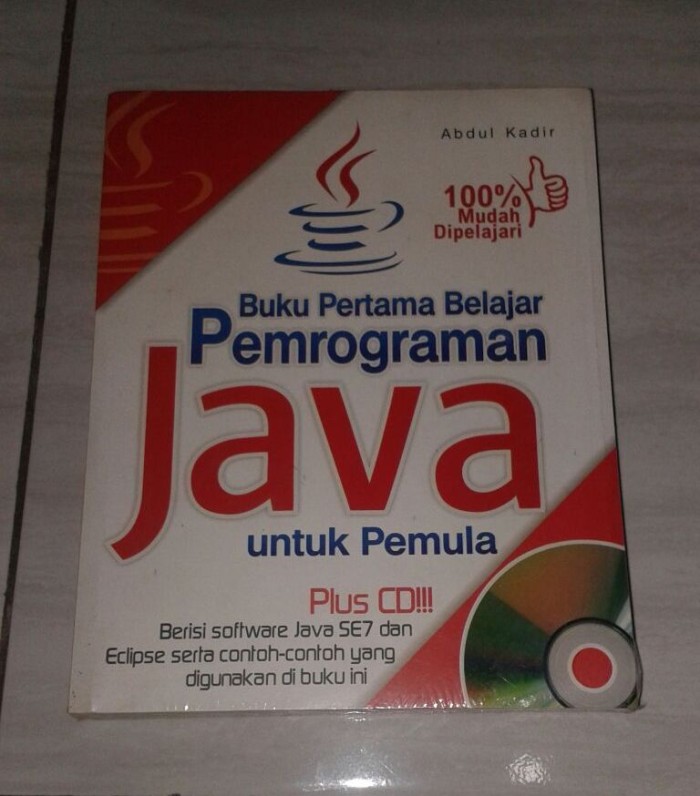 Abdul Kadir
100%
Mudah
Dipelajari
Buku Pertama Belajar
Pemrograman
Java
untuk Pemula
Plus CD!!!
Berisi software Java SE7 dan
Eclipse serta contoh-contoh yang
digunakan di buku ini